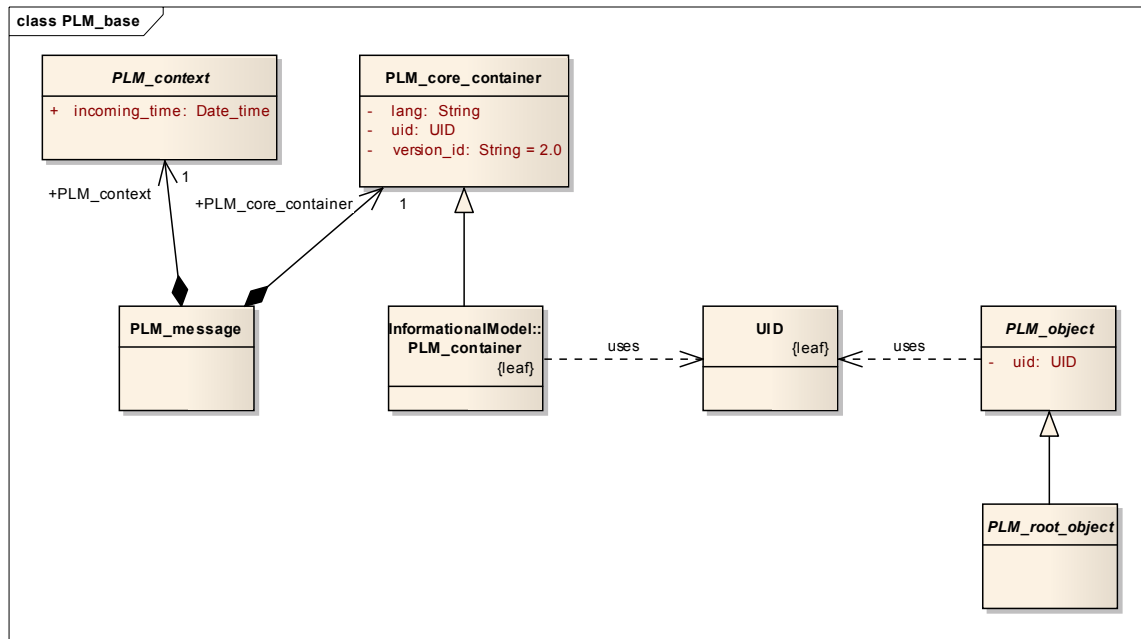 class PLM_base
PLM_context
+ incoming_time: Date_time
PLM_core_container
- lang: String
- uid: UID
- version_id: String = 2.0
1
+PLM_context
+PLM_core_container
1
PLM_message
InformationalModel::
PLM_container
{leaf}
uses
UID
{leaf}
uses
PLM_object
- uid: UID
PLM_root_object